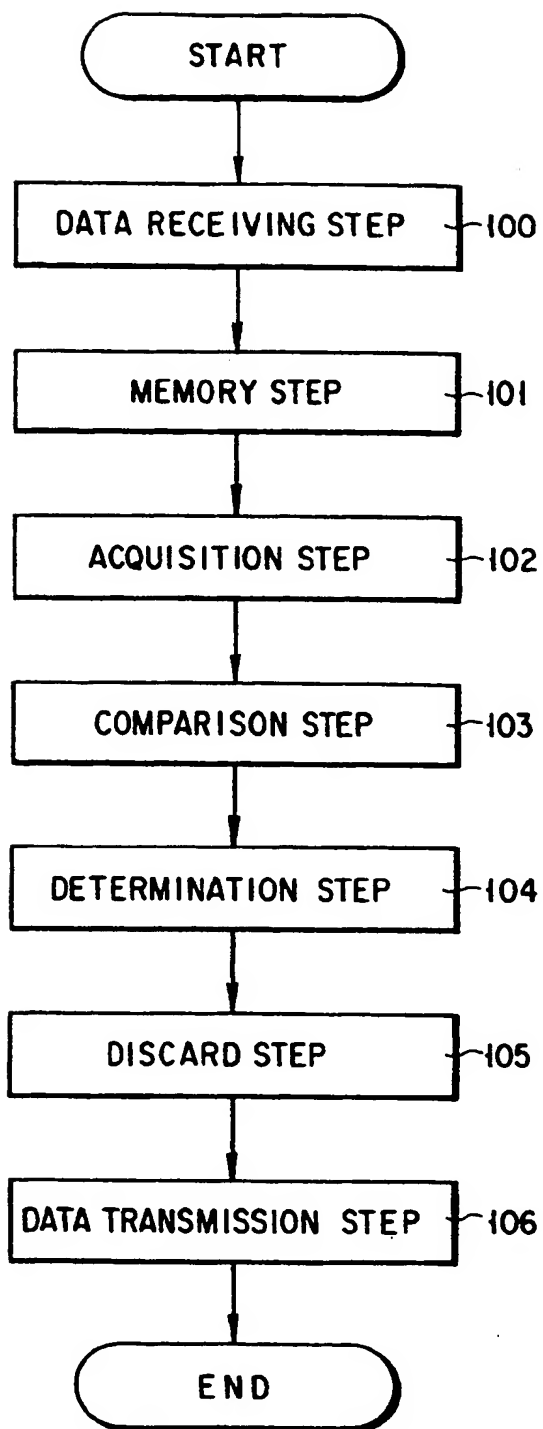 START
DATA RECEIVING STEP 100
MEMORY STEP 101
ACQUISITION STEP 102
COMPARISON STEP 103
DETERMINATION STEP 104
DISCARD STEP 105
DATA TRANSMISSION STEP 106
END